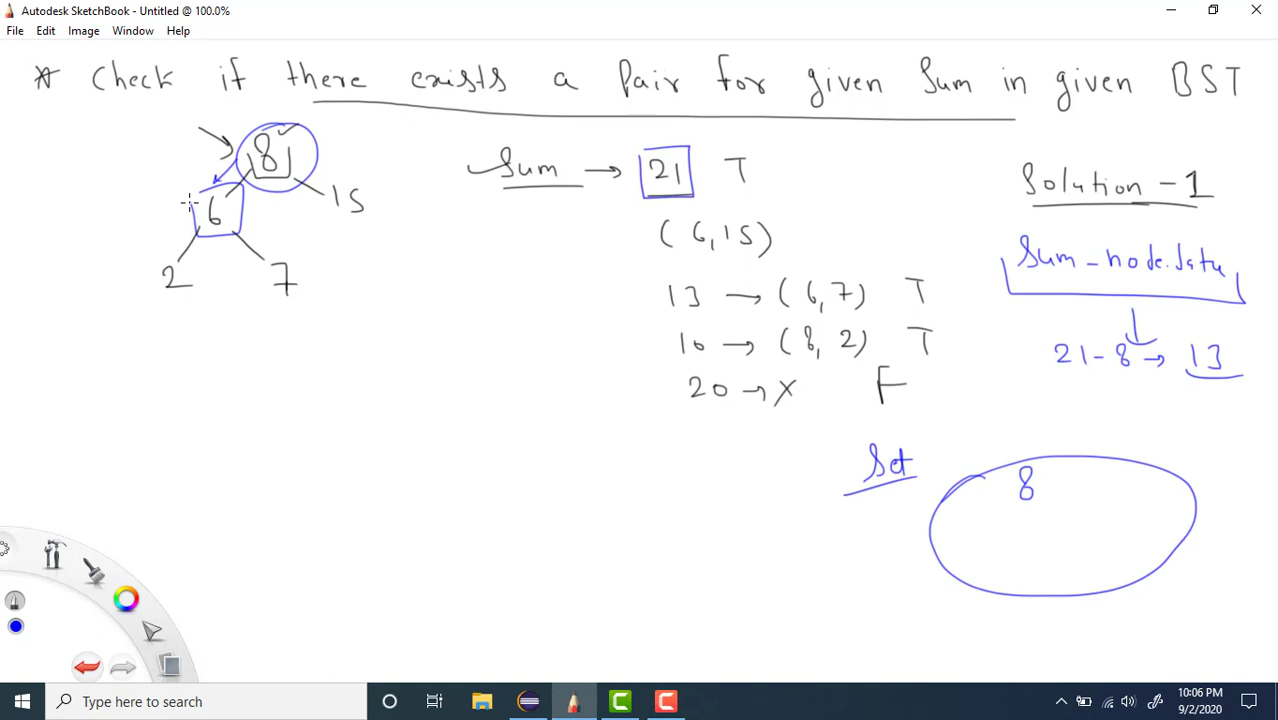 Autodesk SketchBook - Untitled @ 100.0%
File Edit Image Window Help
* Check if there exists a Pair for given Sum in given BST
8
6 15
2 7
Sum → 21 T
(6,15)
13 → (6,7) T
10 → (8,2) T
20 → X F
Solution - 1
Sum - node.data
21 - 8 → 13
Set
8
Type here to search
10:06 PM
9/2/2020